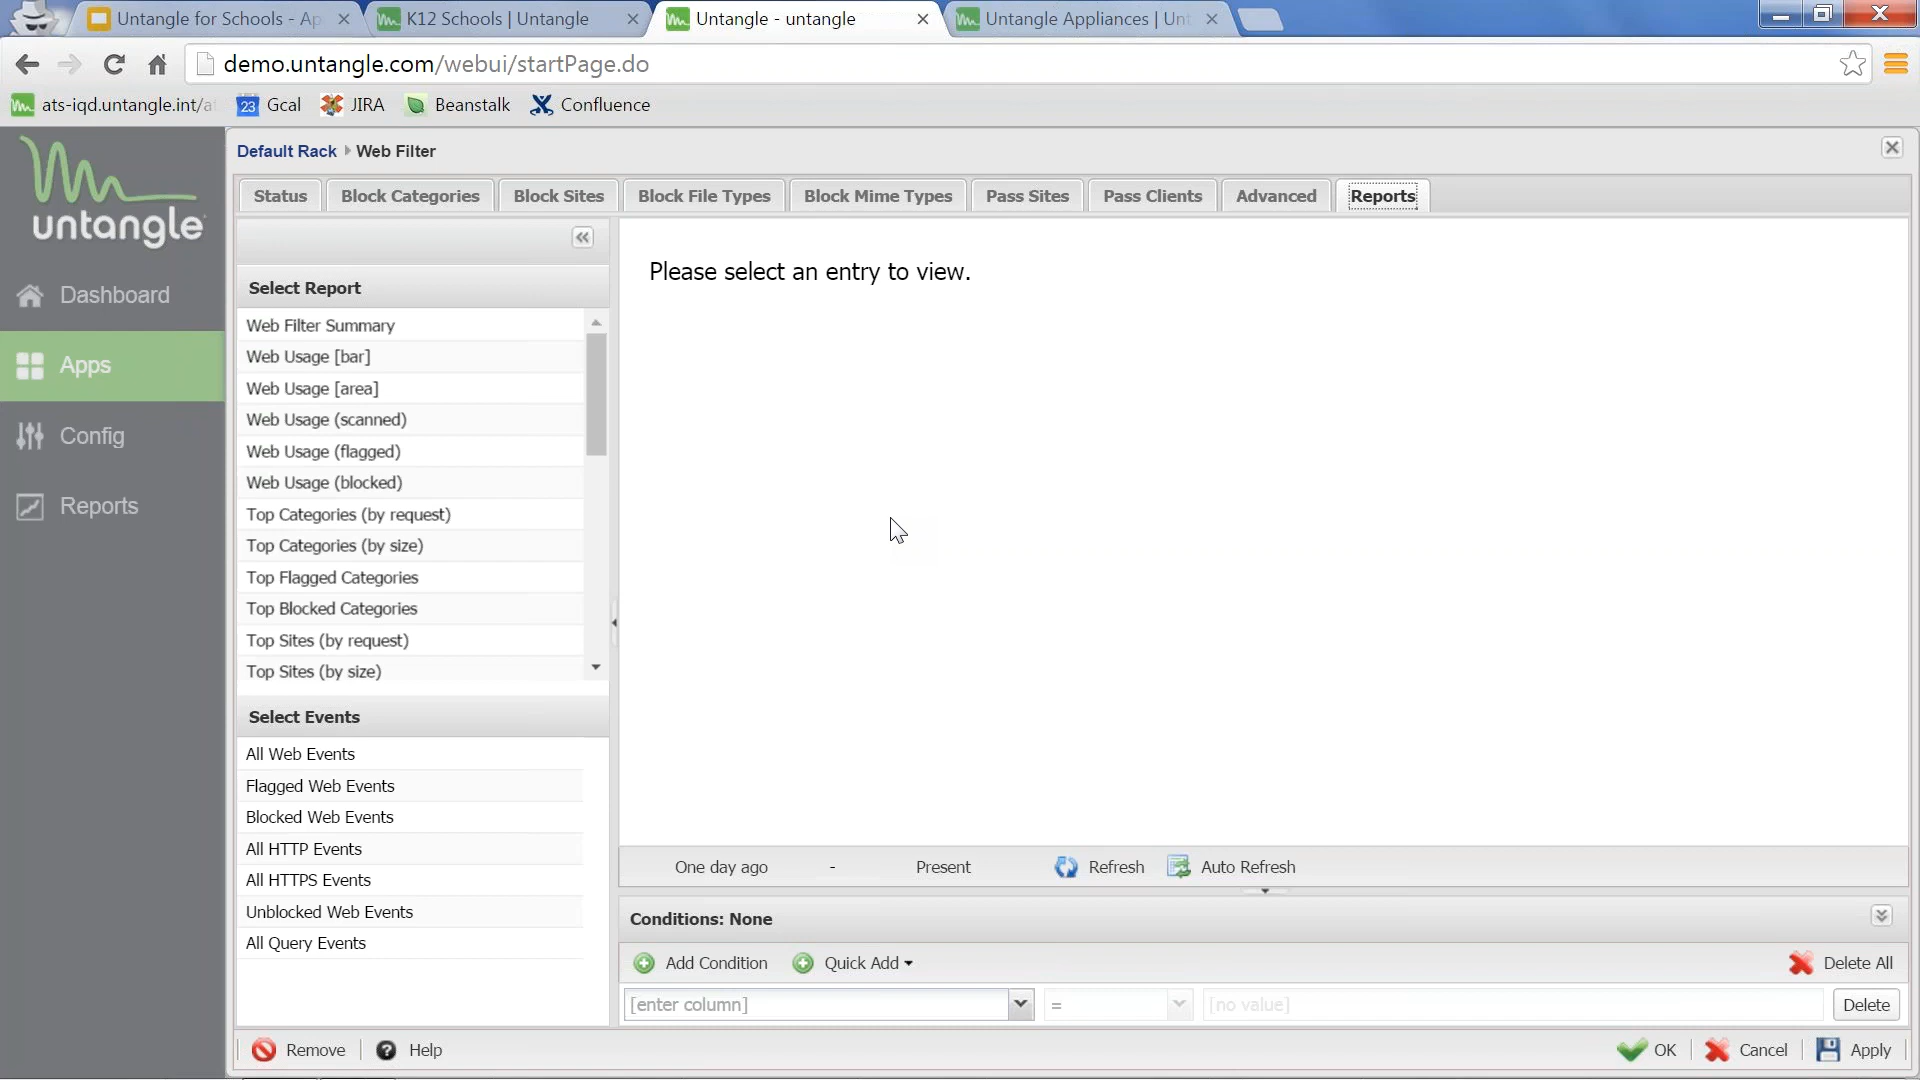 Untangle for Schools - Ap
K12 Schools | Untangle
Untangle - untangle
Untangle Appliances | Unt
demo.untangle.com/webui/startPage.do
ats-iqd.untangle.int/a
23 Gcal
JIRA
Beanstalk
Confluence
untangle
Dashboard
Apps
Config
Reports
Default Rack Web Filter
Status
Block Categories
Block Sites
Block File Types
Block Mime Types
Pass Sites
Pass Clients
Advanced
Reports
Select Report
Web Filter Summary
Web Usage [bar]
Web Usage [area]
Web Usage (scanned)
Web Usage (flagged)
Web Usage (blocked)
Top Categories (by request)
Top Categories (by size)
Top Flagged Categories
Top Blocked Categories
Top Sites (by request)
Top Sites (by size)
Select Events
All Web Events
Flagged Web Events
Blocked Web Events
All HTTP Events
All HTTPS Events
Unblocked Web Events
All Query Events
Please select an entry to view.
One day ago - Present Refresh Auto Refresh
Conditions: None
Add Condition Quick Add Delete All
[enter column] = [no value] Delete
Remove Help OK Cancel Apply